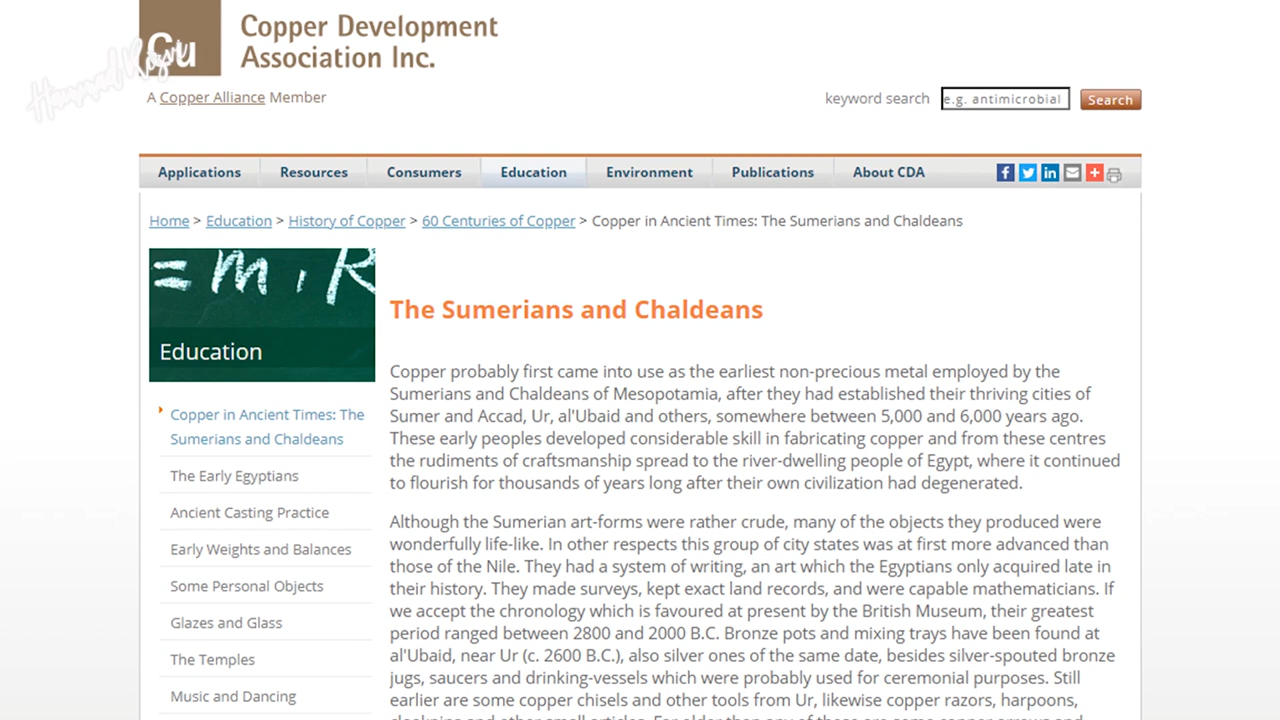 Cu
Copper Development
Association Inc.
A Copper Alliance Member
keyword search
e.g. antimicrobial
Search
Applications
Resources
Consumers
Education
Environment
Publications
About CDA
Home > Education > History of Copper > 60 Centuries of Copper > Copper in Ancient Times: The Sumerians and Chaldeans
= m , R
Education
Copper in Ancient Times: The
Sumerians and Chaldeans
The Early Egyptians
Ancient Casting Practice
Early Weights and Balances
Some Personal Objects
Glazes and Glass
The Temples
Music and Dancing
The Sumerians and Chaldeans
Copper probably first came into use as the earliest non-precious metal employed by the
Sumerians and Chaldeans of Mesopotamia, after they had established their thriving cities of
Sumer and Accad, Ur, al'Ubaid and others, somewhere between 5,000 and 6,000 years ago.
These early peoples developed considerable skill in fabricating copper and from these centres
the rudiments of craftsmanship spread to the river-dwelling people of Egypt, where it continued
to flourish for thousands of years long after their own civilization had degenerated.
Although the Sumerian art-forms were rather crude, many of the objects they produced were
wonderfully life-like. In other respects this group of city states was at first more advanced than
those of the Nile. They had a system of writing, an art which the Egyptians only acquired late in
their history. They made surveys, kept exact land records, and were capable mathematicians. If
we accept the chronology which is favoured at present by the British Museum, their greatest
period ranged between 2800 and 2000 B.C. Bronze pots and mixing trays have been found at
al'Ubaid, near Ur (c. 2600 B.C.), also silver ones of the same date, besides silver-spouted bronze
jugs, saucers and drinking-vessels which were probably used for ceremonial purposes. Still
earlier are some copper chisels and other tools from Ur, likewise copper razors, harpoons,